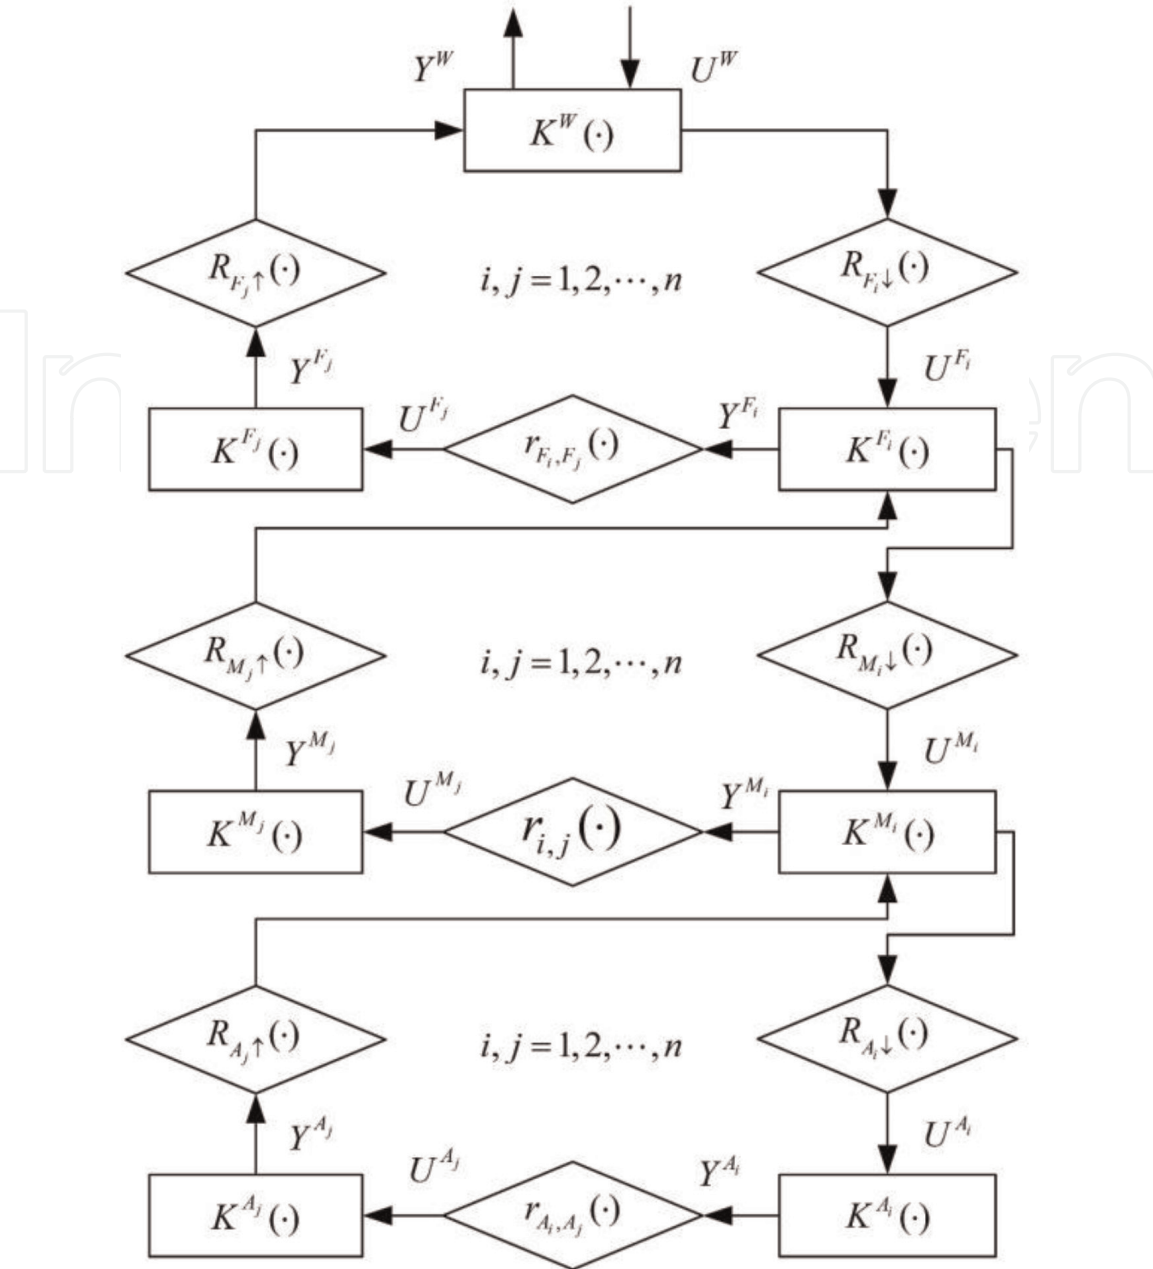 Y^W
U^W
K^W(·)
R_{F_j↑}(·)
i, j = 1,2,⋯,n
R_{F_i↓}(·)
Y^{F_j}
U^{F_i}
U^{F_j}
Y^{F_i}
K^{F_j}(·)
r_{F_i,F_j}(·)
K^{F_i}(·)
R_{M_j↑}(·)
i, j = 1,2,⋯,n
R_{M_i↓}(·)
Y^{M_j}
U^{M_i}
U^{M_j}
Y^{M_i}
K^{M_j}(·)
r_{i,j}(·)
K^{M_i}(·)
R_{A_j↑}(·)
i, j = 1,2,⋯,n
R_{A_i↓}(·)
Y^{A_j}
U^{A_i}
U^{A_j}
Y^{A_i}
K^{A_j}(·)
r_{A_i,A_j}(·)
K^{A_i}(·)